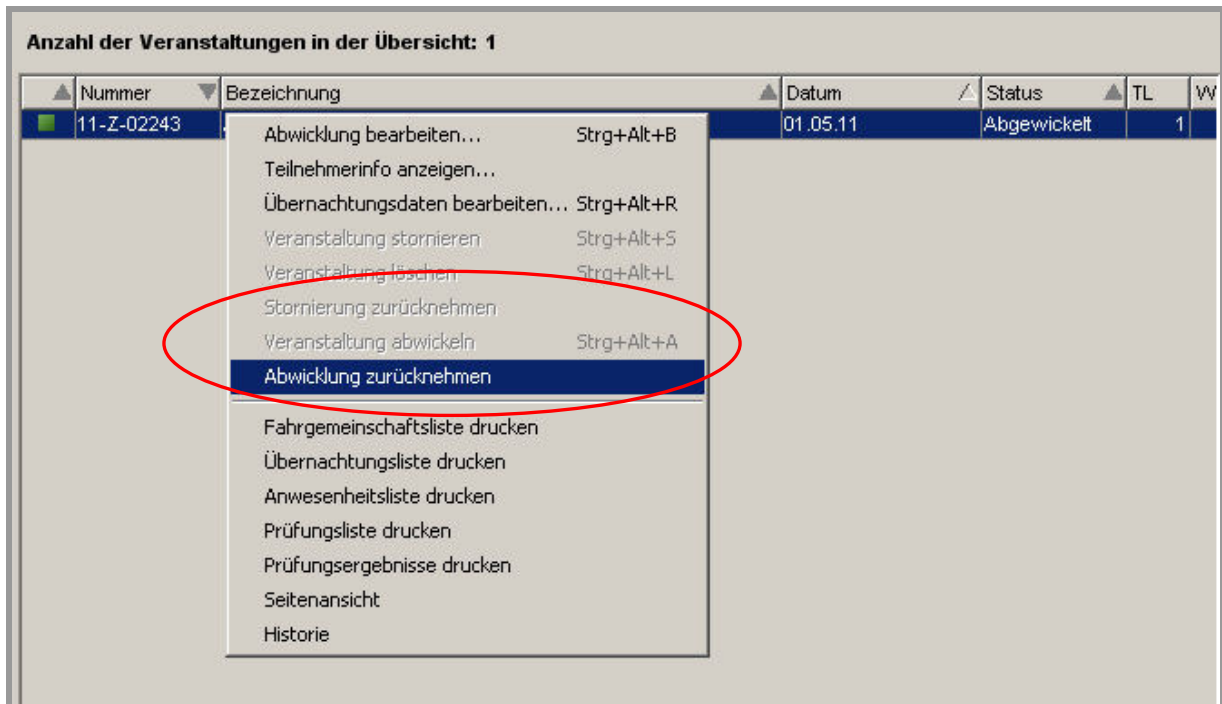 Anzahl der Veranstaltungen in der Übersicht: 1
Nummer Bezeichnung Datum Status TL
11-Z-02243 01.05.11 Abgewickelt 1
Abwicklung bearbeiten... Strg+Alt+B
Teilnehmerinfo anzeigen...
Übernachtungsdaten bearbeiten... Strg+Alt+R
Veranstaltung stornieren Strg+Alt+S
Veranstaltung löschen Strg+Alt+L
Stornierung zurücknehmen
Veranstaltung abwickeln Strg+Alt+A
Abwicklung zurücknehmen
Fahrgemeinschaftsliste drucken
Übernachtungsliste drucken
Anwesenheitsliste drucken
Prüfungsliste drucken
Prüfungsergebnisse drucken
Seitenansicht
Historie